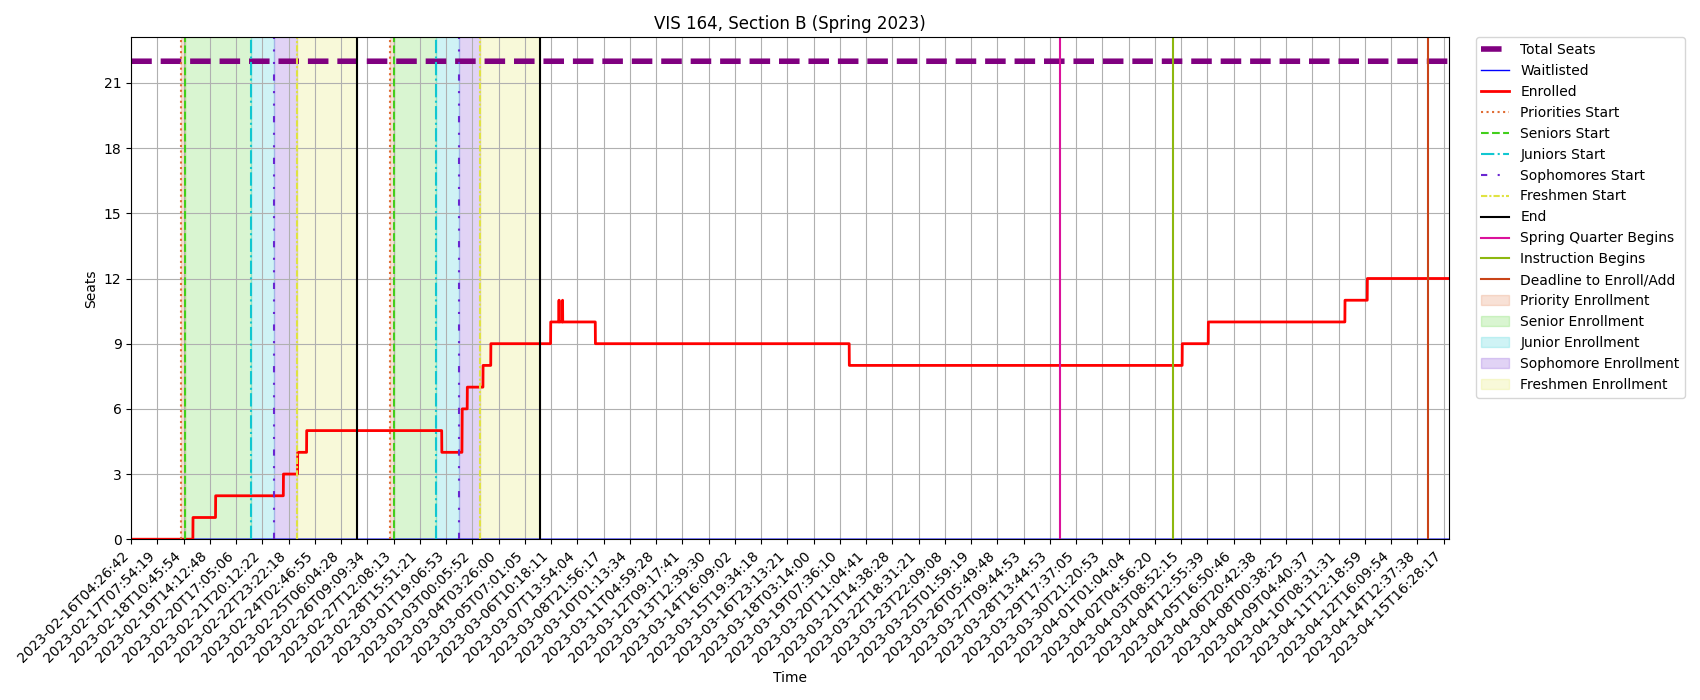 VIS 164, Section B (Spring 2023)
Total Seats
Waitlisted
Enrolled
Priorities Start
Seniors Start
Juniors Start
Sophomores Start
Freshmen Start
End
Spring Quarter Begins
Instruction Begins
Deadline to Enroll/Add
Priority Enrollment
Senior Enrollment
Junior Enrollment
Sophomore Enrollment
Freshmen Enrollment
Seats
21
18
15
12
9
6
3
0
2023-02-16T04:26:42
2023-02-17T07:54:19
2023-02-18T10:45:54
2023-02-19T14:12:48
2023-02-20T17:05:06
2023-02-21T20:12:22
2023-02-22T23:22:18
2023-02-24T02:46:55
2023-02-25T06:04:28
2023-02-26T09:09:34
2023-02-27T12:08:13
2023-02-28T15:51:21
2023-03-01T19:06:53
2023-03-03T00:05:52
2023-03-04T03:26:00
2023-03-05T07:01:05
2023-03-06T10:18:11
2023-03-07T13:54:04
2023-03-08T21:56:17
2023-03-10T01:13:34
2023-03-11T04:59:28
2023-03-12T09:17:41
2023-03-13T12:39:30
2023-03-14T16:09:02
2023-03-15T19:34:18
2023-03-16T23:13:21
2023-03-18T03:14:00
2023-03-19T07:36:10
2023-03-20T11:04:41
2023-03-21T14:38:28
2023-03-22T18:31:21
2023-03-23T22:09:08
2023-03-25T01:59:19
2023-03-26T05:49:48
2023-03-27T09:44:53
2023-03-28T13:44:53
2023-03-29T17:37:05
2023-03-30T21:20:53
2023-04-01T01:04:04
2023-04-02T04:56:20
2023-04-03T08:52:15
2023-04-04T12:55:39
2023-04-05T16:50:46
2023-04-06T20:42:38
2023-04-08T00:38:25
2023-04-09T04:40:37
2023-04-10T08:31:31
2023-04-11T12:18:59
2023-04-12T16:09:54
2023-04-14T12:37:38
2023-04-15T16:28:17
Time